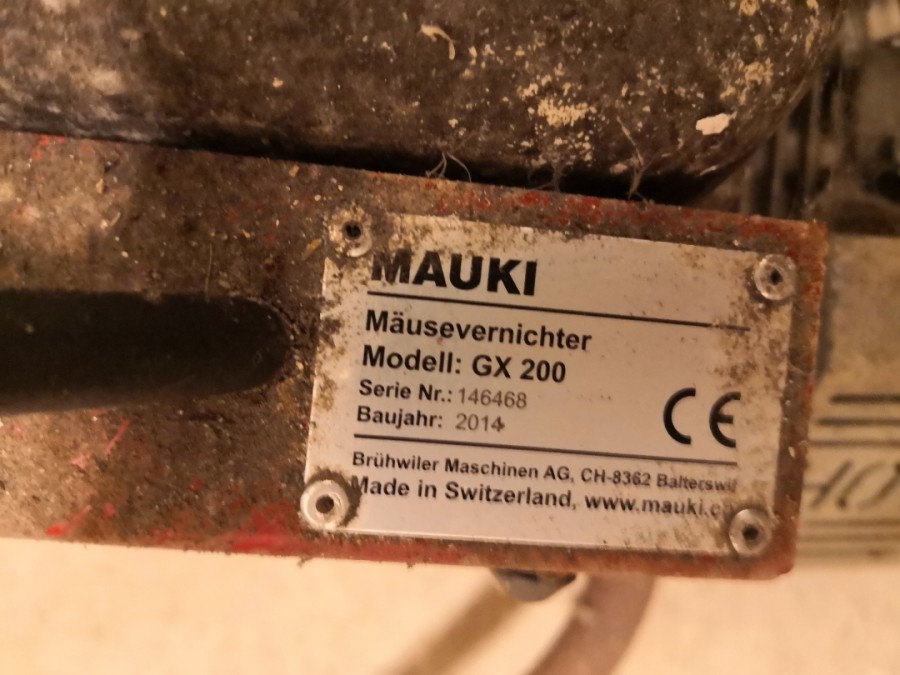 MAUKI
Mäusevernichter
Modell: GX 200
Serie Nr.: 146468
Baujahr: 2014
CE
Brühwiler Maschinen AG, CH-8362 Balterswil
Made in Switzerland, www.mauki.c